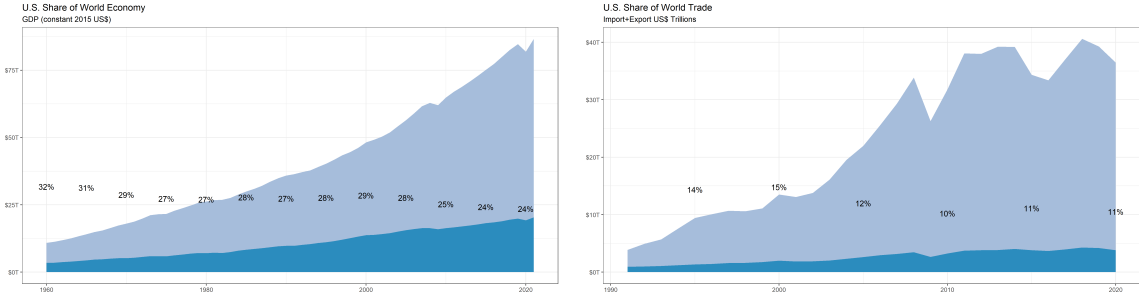 U.S. Share of World Economy
GDP (constant 2015 US$)
$75T
$50T
$25T
$0T
32%
31%
29%
27%
27%
28%
27%
28%
29%
28%
25%
24%
24%
1960
1980
2000
2020
U.S. Share of World Trade
Import+Export US$ Trillions
$40T
$30T
$20T
$10T
$0T
14%
15%
12%
10%
11%
11%
1990
2000
2010
2020